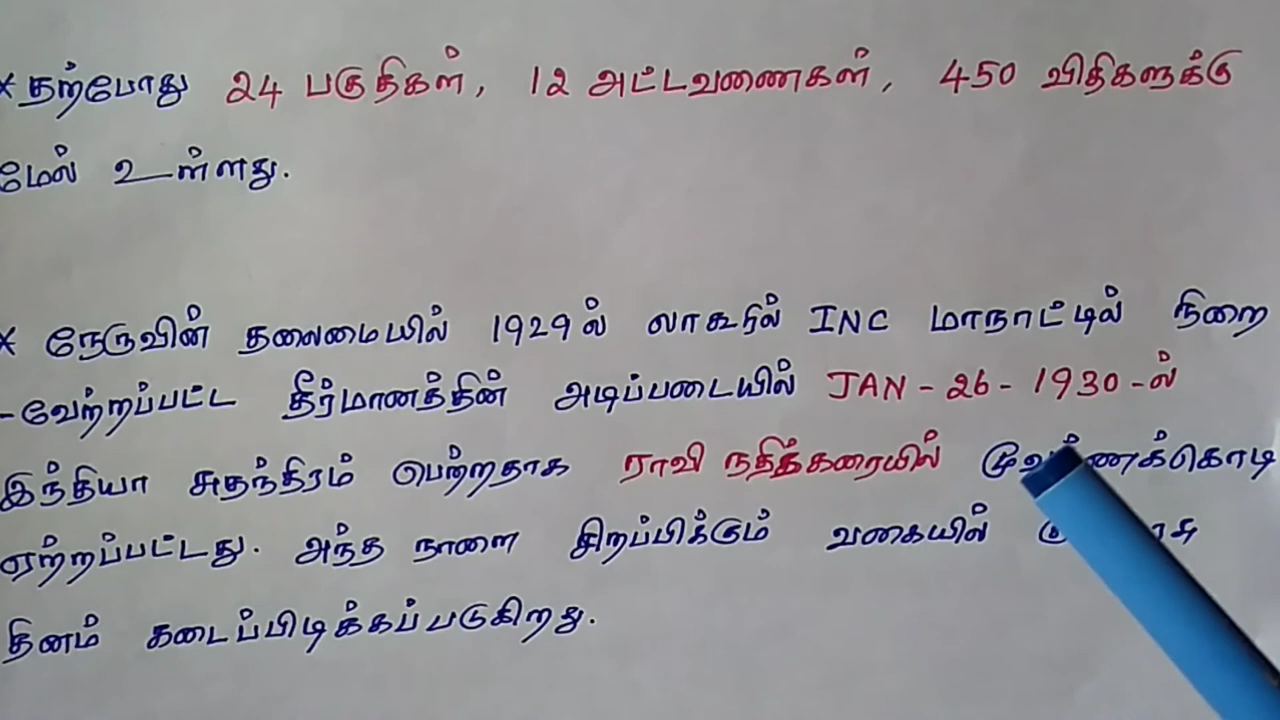 * தற்போது 24 பகுதிகள், 12 அட்டவணைகள், 450 விதிகளுக்கு
மேல் உள்ளது.
* நேருவின் தலைமையில் 1929ல் லாகூரில் INC மாநாட்டில் நிறை
-வேற்றப்பட்ட தீர்மானத்தின் அடிப்படையில் JAN - 26 - 1930 -ல்
இந்தியா சுதந்திரம் பெற்றதாக ராவி நதிக்கரையில் மூவண்ணக்கொடி
ஏற்றப்பட்டது. அந்த நாளை சிறப்பிக்கும் வகையில்
தினம் கடைப்பிடிக்கப்படுகிறது.